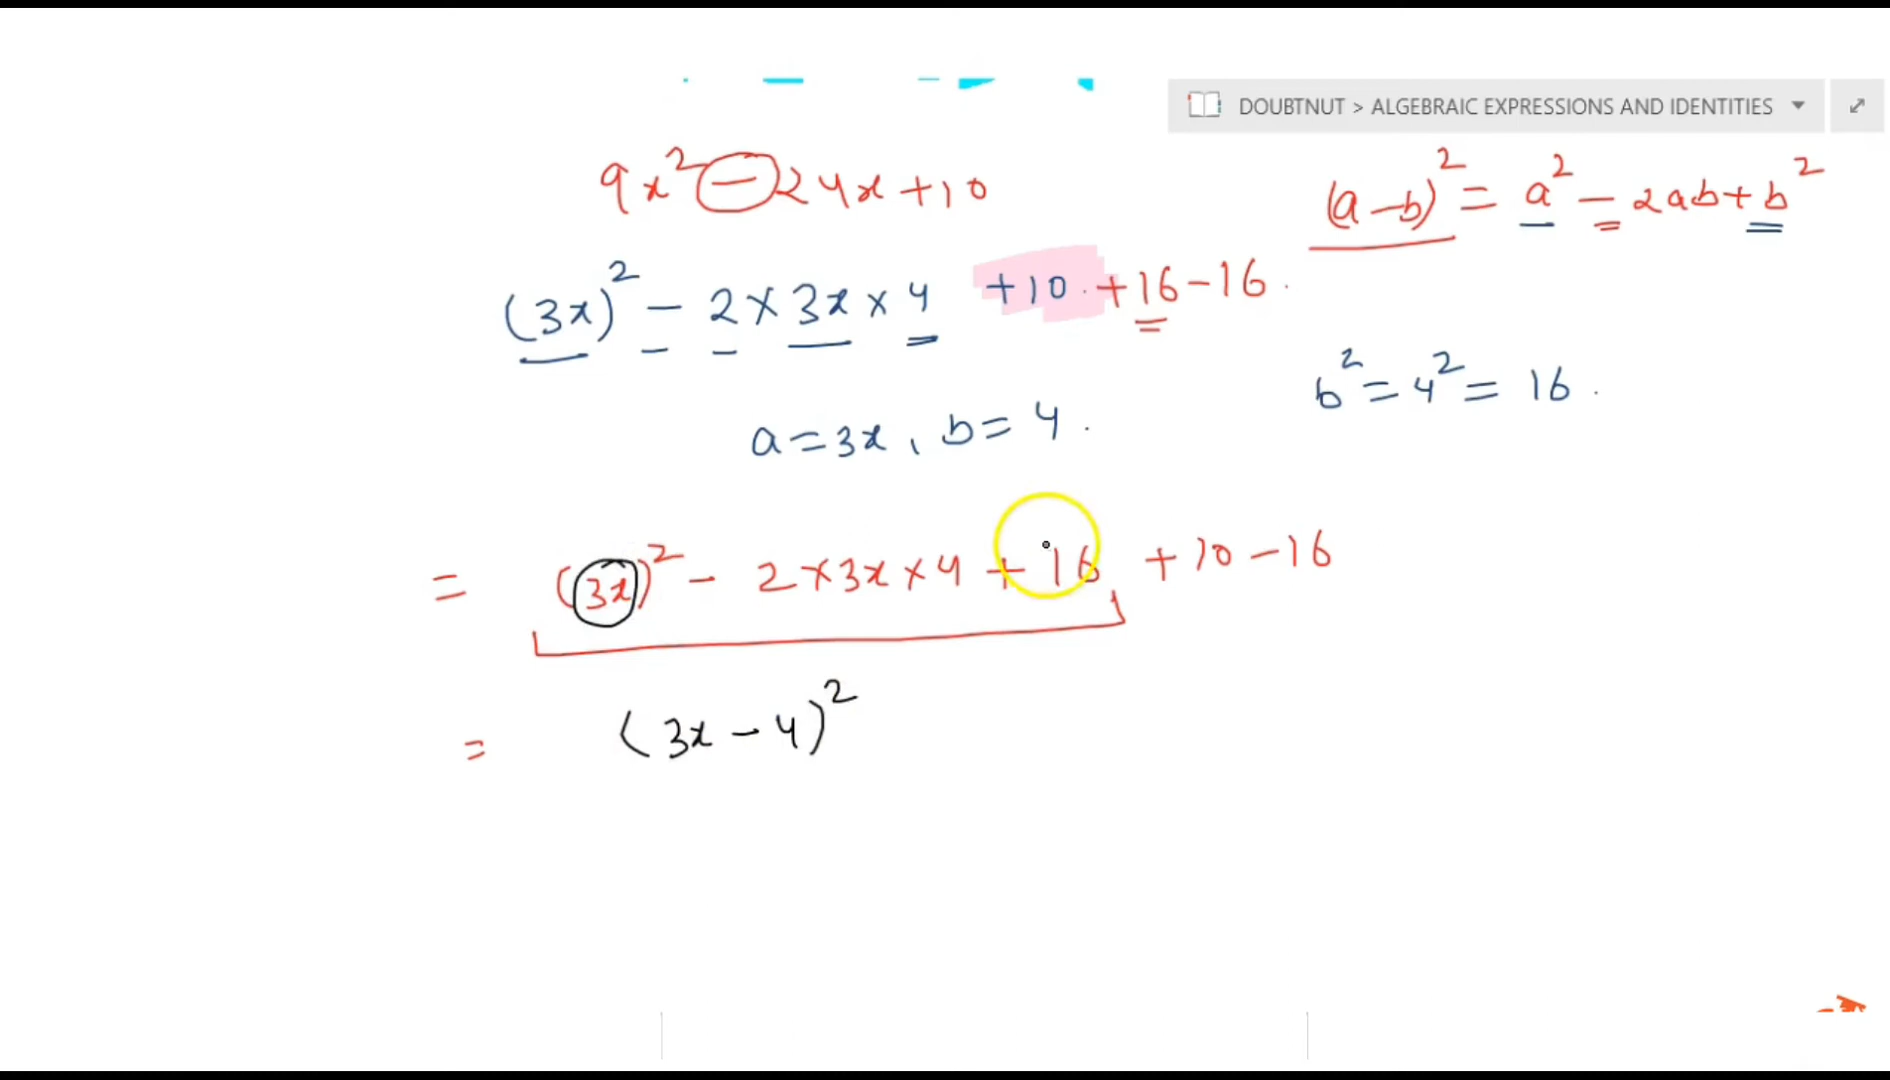 DOUBTNUT > ALGEBRAIC EXPRESSIONS AND IDENTITIES
9x² - 24x + 10
(a - b)² = a² - 2ab + b²
(3x)² - 2 × 3x × 4 + 10 + 16 - 16.
b² = 4² = 16.
a = 3x, b = 4.
= (3x)² - 2 × 3x × 4 + 16 + 10 - 16
= (3x - 4)²